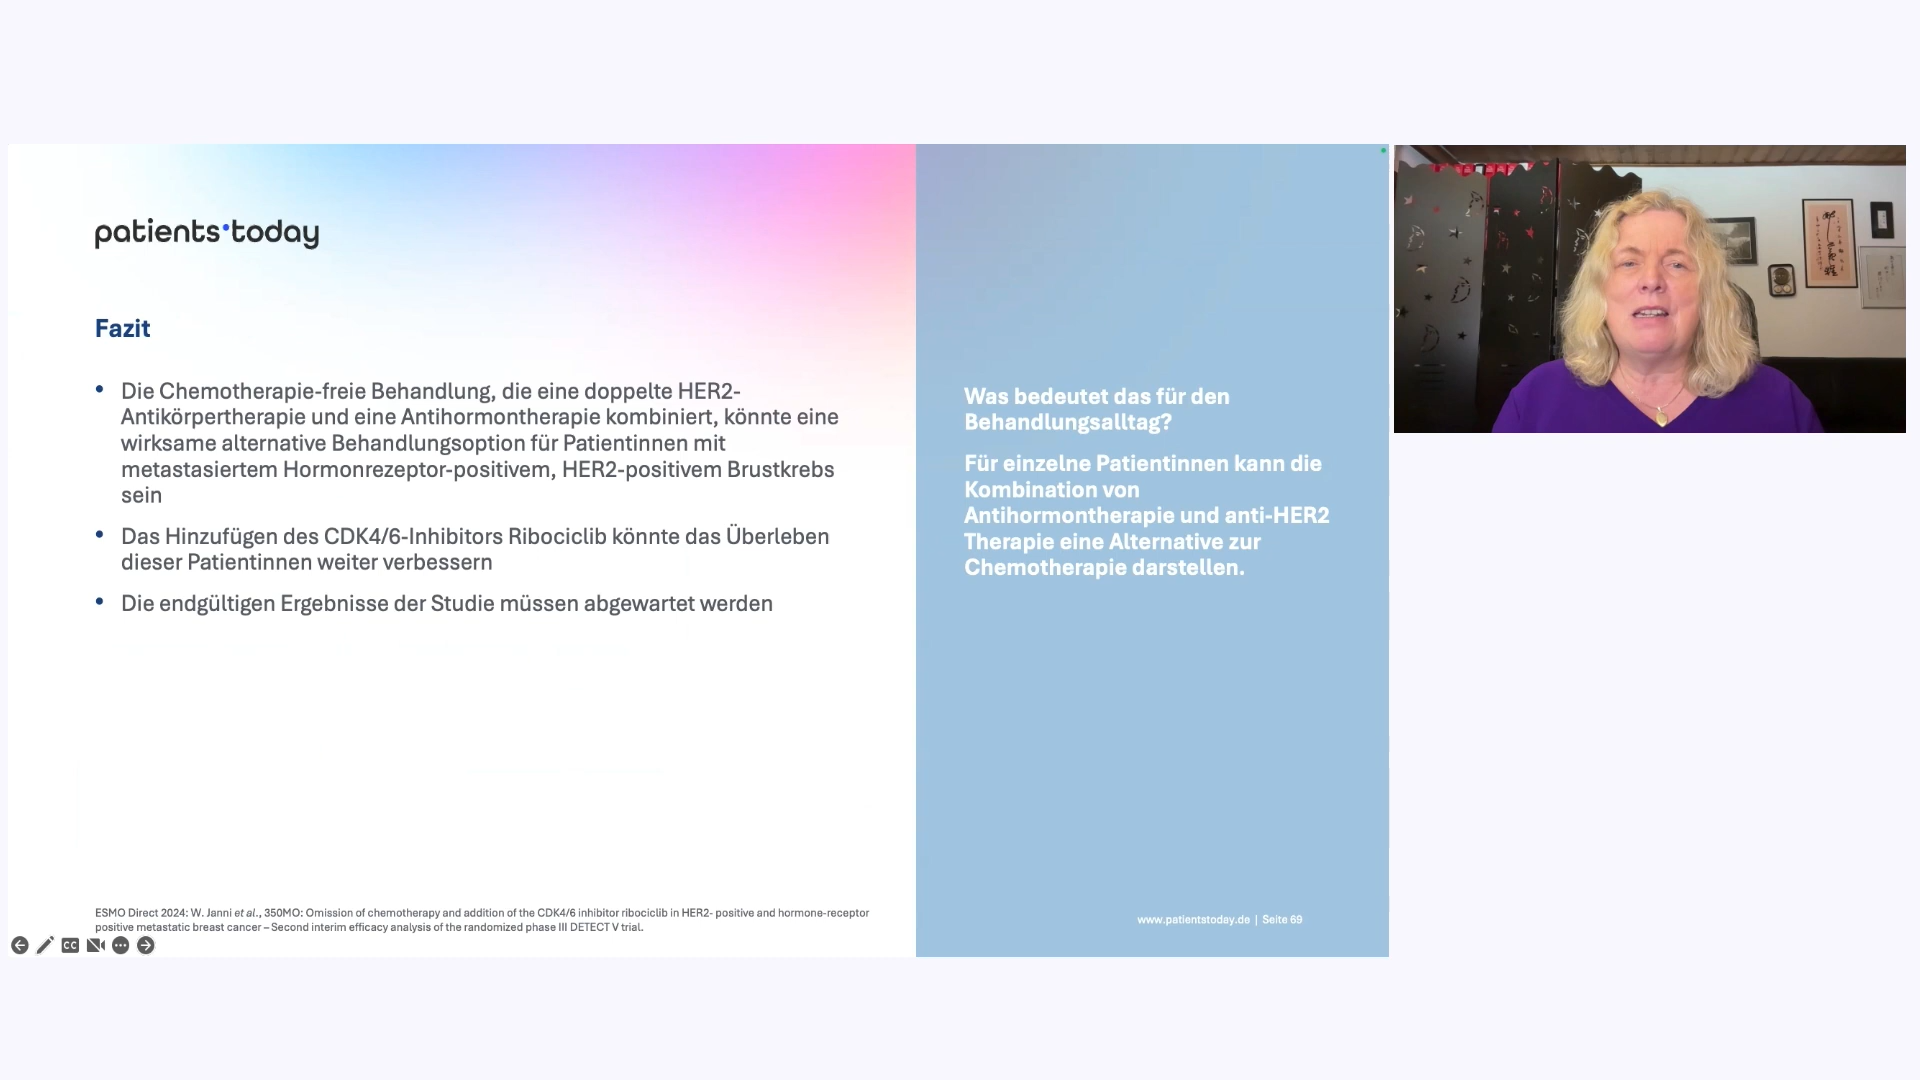 patients·today
Fazit
• Die Chemotherapie-freie Behandlung, die eine doppelte HER2-
Antikörpertherapie und eine Antihormontherapie kombiniert, könnte eine
wirksame alternative Behandlungsoption für Patientinnen mit
metastasiertem Hormonrezeptor-positivem, HER2-positivem Brustkrebs
sein
• Das Hinzufügen des CDK4/6-Inhibitors Ribociclib könnte das Überleben
dieser Patientinnen weiter verbessern
• Die endgültigen Ergebnisse der Studie müssen abgewartet werden
ESMO Direct 2024: W. Janni et al., 350MO: Omission of chemotherapy and addition of the CDK4/6 inhibitor ribociclib in HER2- positive and hormone-receptor
positive metastatic breast cancer – Second interim efficacy analysis of the randomized phase III DETECT V trial.
CC
Was bedeutet das für den
Behandlungsalltag?
Für einzelne Patientinnen kann die
Kombination von
Antihormontherapie und anti-HER2
Therapie eine Alternative zur
Chemotherapie darstellen.
www.patientstoday.de | Seite 69